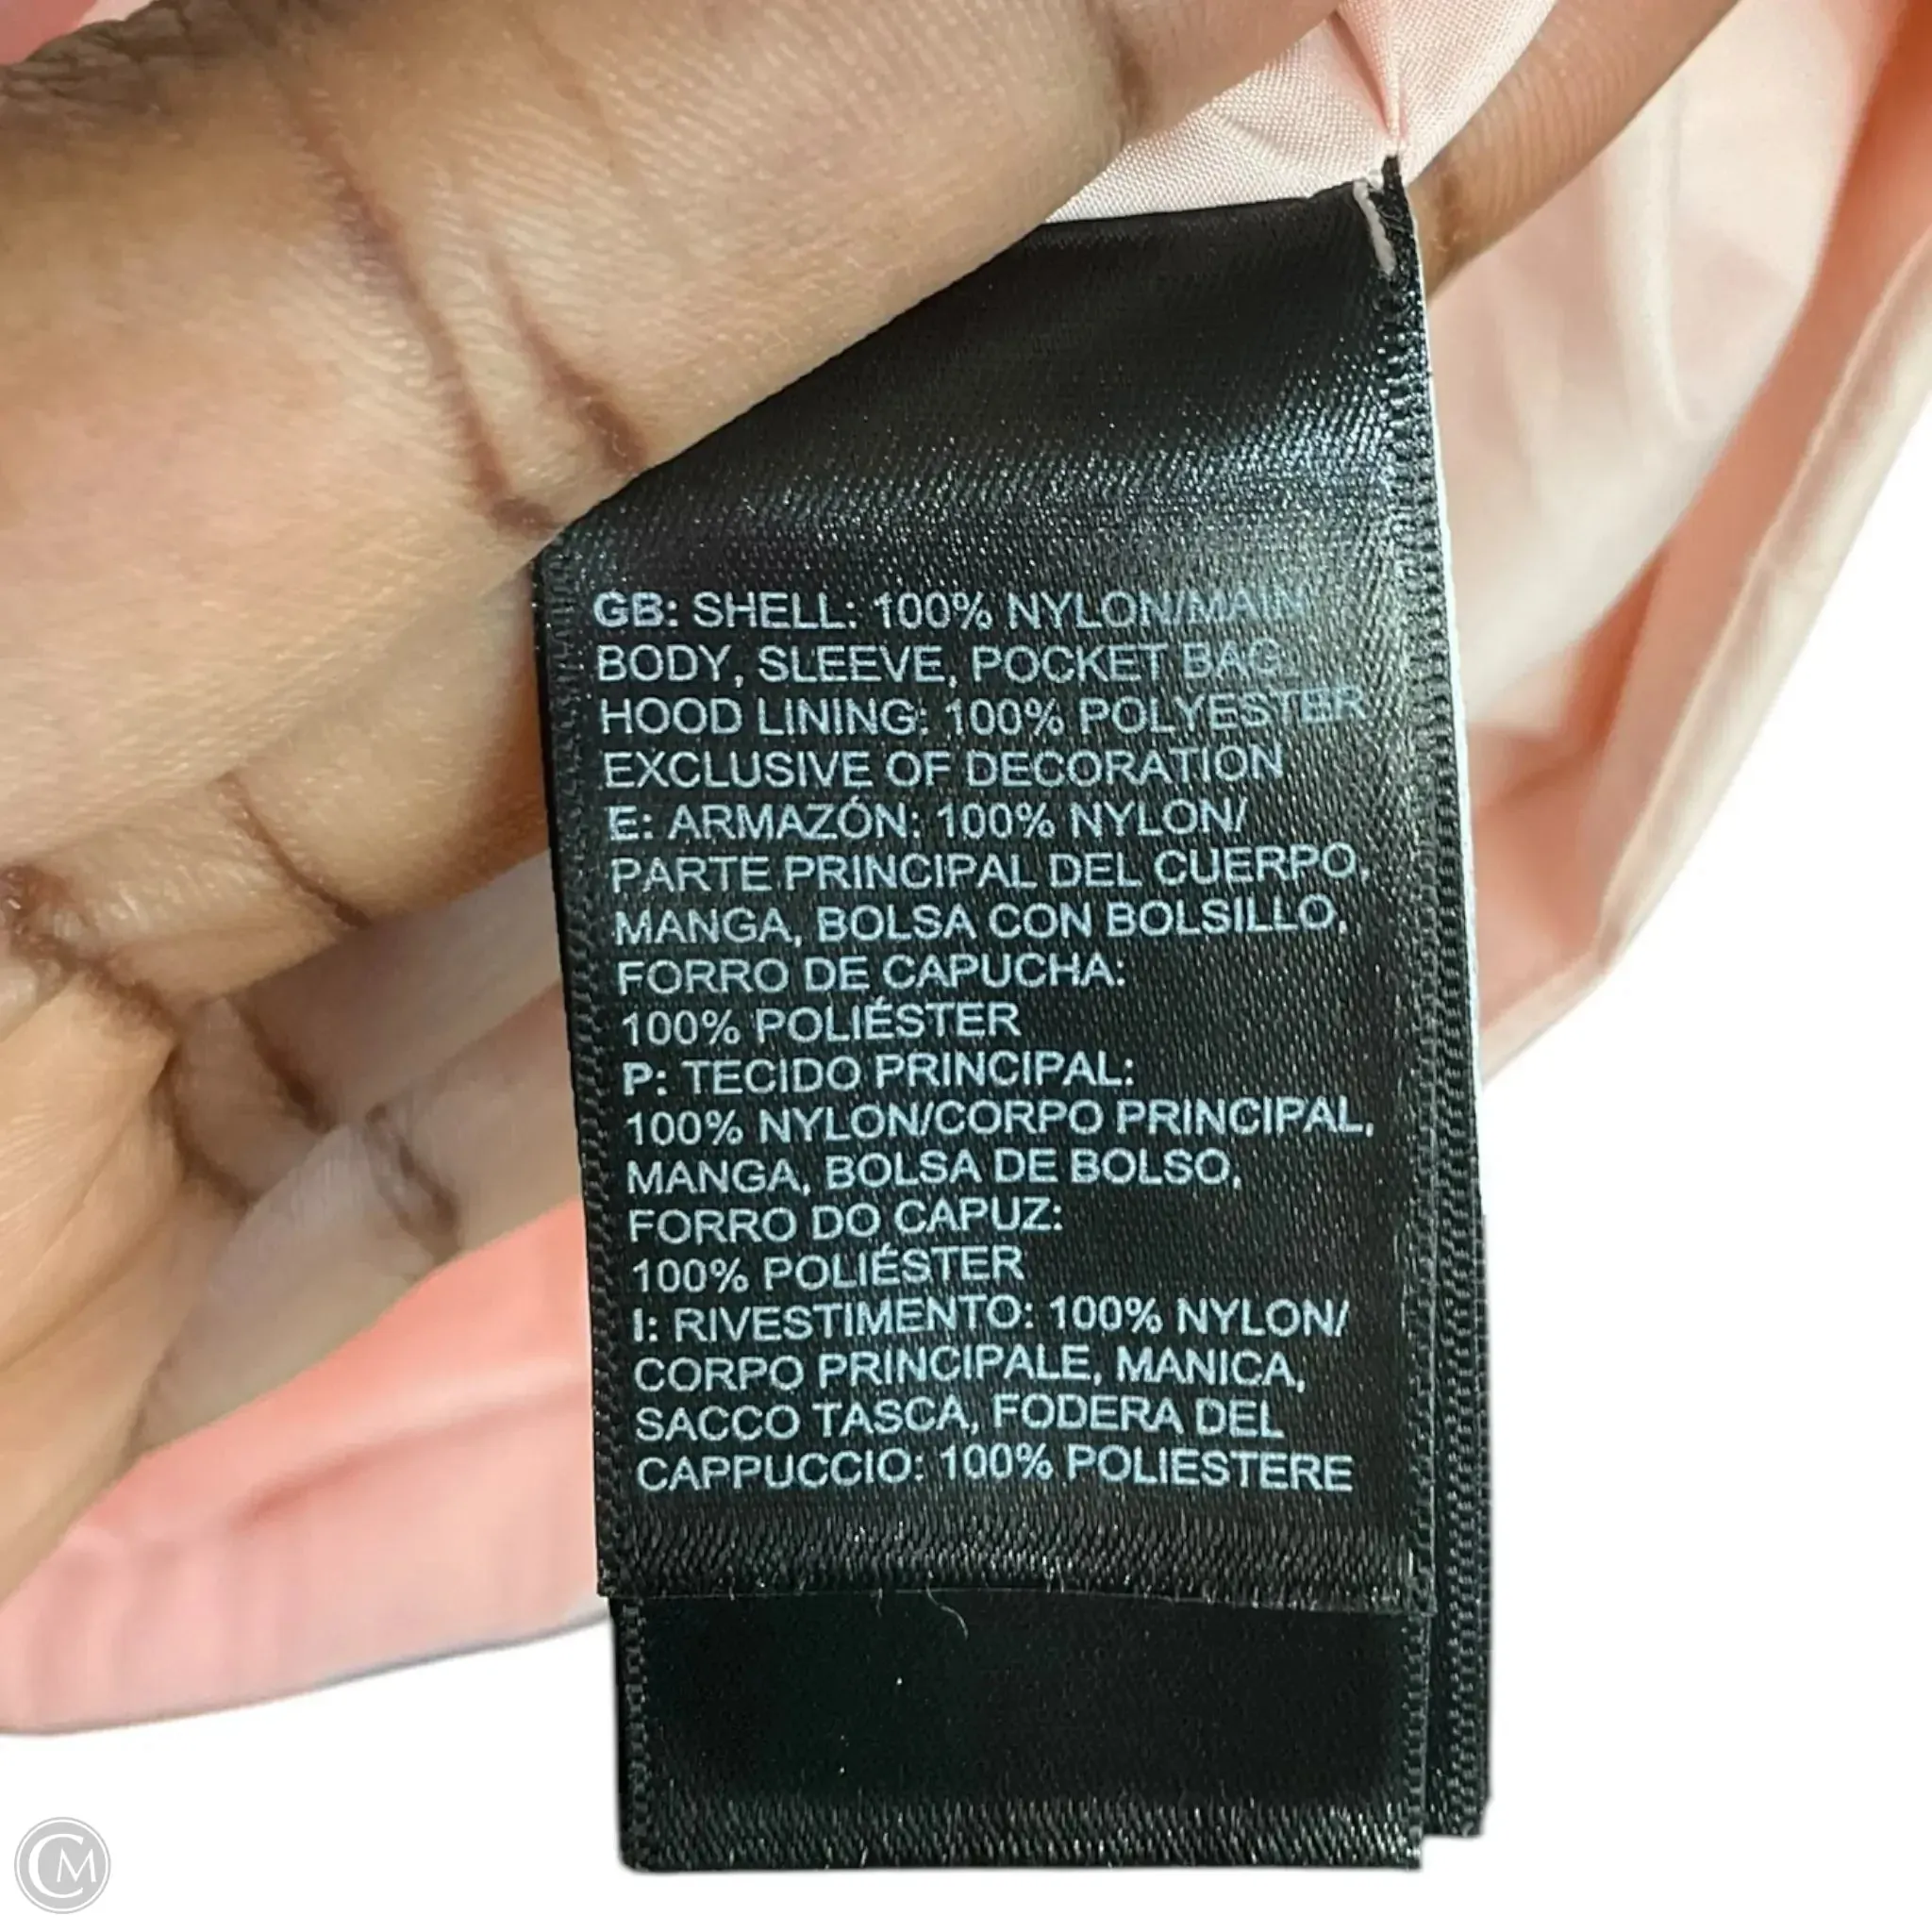 GB: SHELL: 100% NYLON/MAIN
BODY, SLEEVE, POCKET BAG,
HOOD LINING: 100% POLYESTER
EXCLUSIVE OF DECORATION
E: ARMAZÓN: 100% NYLON/
PARTE PRINCIPAL DEL CUERPO,
MANGA, BOLSA CON BOLSILLO,
FORRO DE CAPUCHA:
100% POLIÉSTER
P: TECIDO PRINCIPAL:
100% NYLON/CORPO PRINCIPAL,
MANGA, BOLSA DE BOLSO,
FORRO DO CAPUZ:
100% POLIÉSTER
I: RIVESTIMENTO: 100% NYLON/
CORPO PRINCIPALE, MANICA,
SACCO TASCA, FODERA DEL
CAPPUCCIO: 100% POLIESTERE
CM